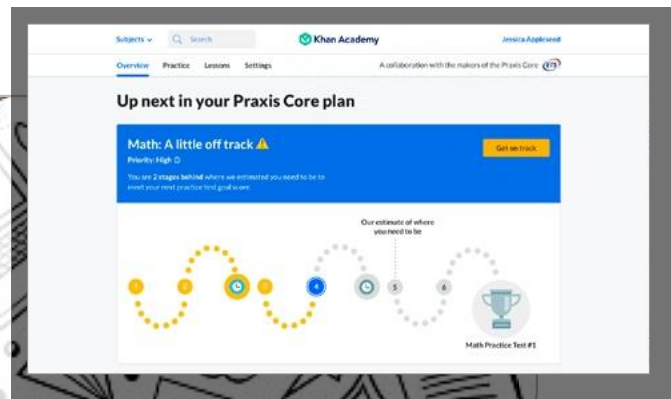 Subjects
Search
Khan Academy
Jessica Appleseed
Overview Practice Lessons Settings
A collaboration with the makers of the Praxis Core ETS
Up next in your Praxis Core plan
Math: A little off track
Priority: High
Get on track
You are 2 stages behind where we estimated you need to be to
meet your next practice test goal score.
Our estimate of where
you need to be
1 2 3 4 5 6
Math Practice Test #1